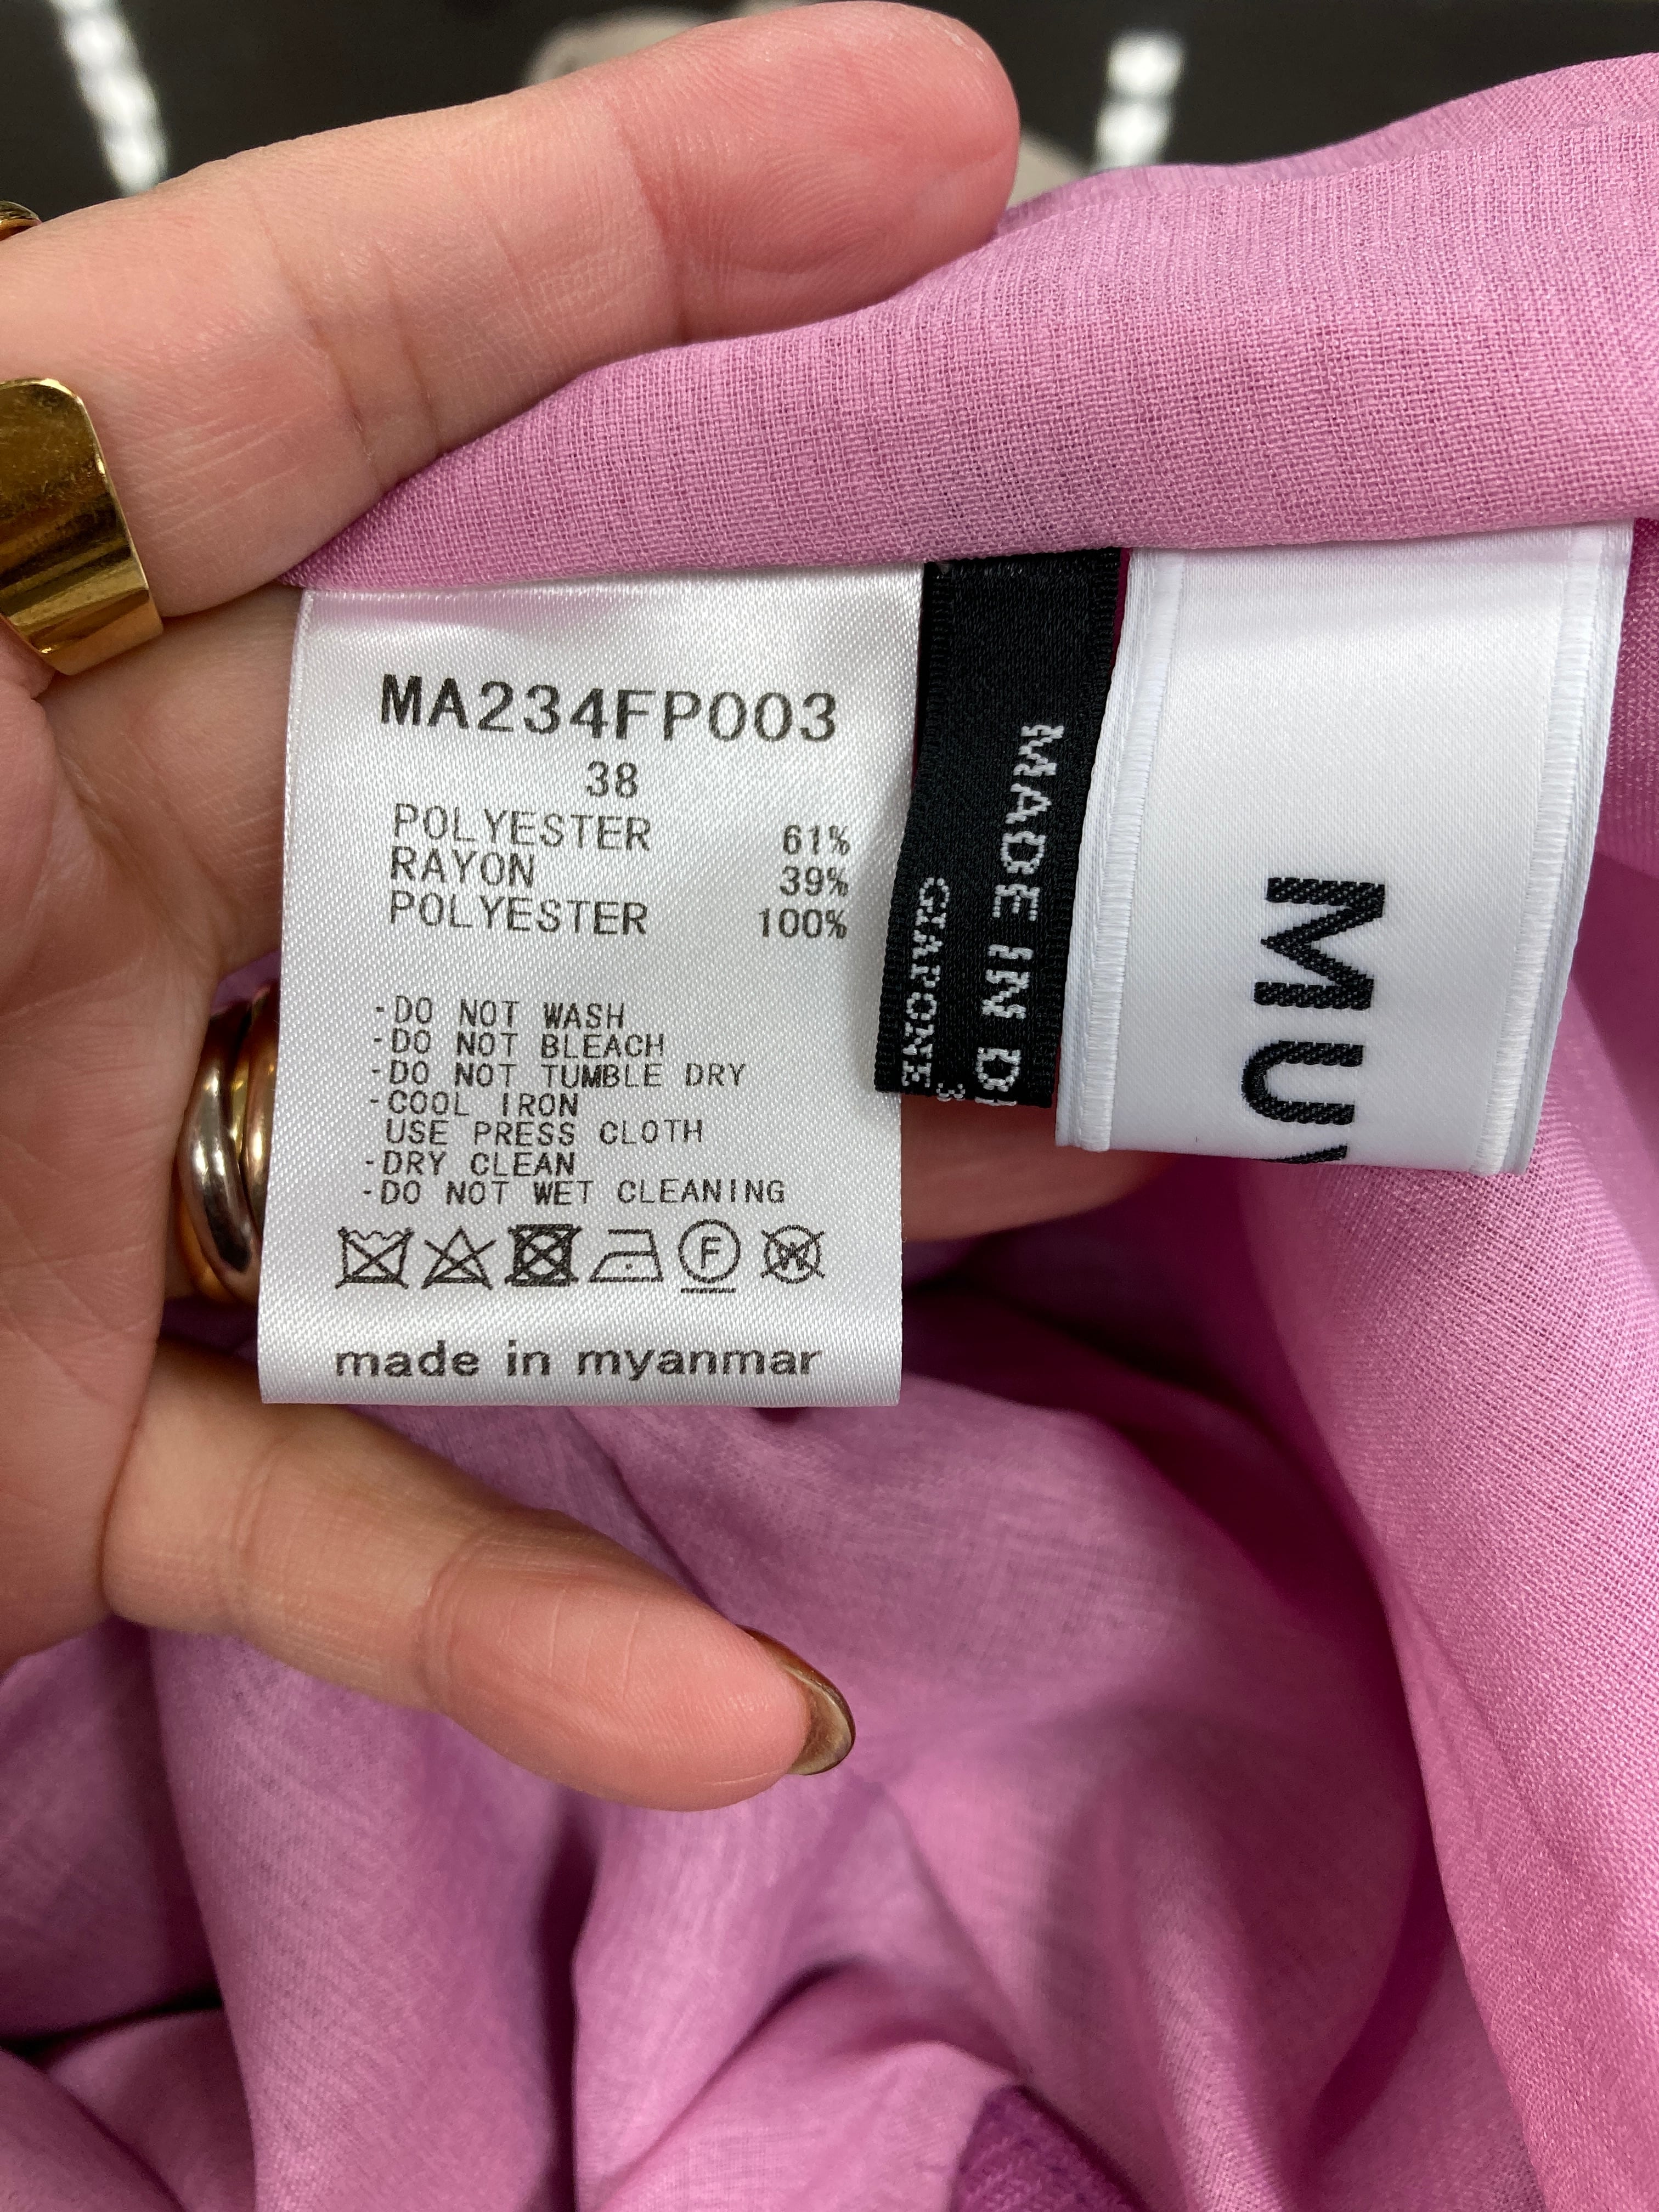 MA234FP003
38
POLYESTER 61%
RAYON 39%
POLYESTER 100%
-DO NOT WASH
-DO NOT BLEACH
-DO NOT TUMBLE DRY
-COOL IRON
USE PRESS CLOTH
-DRY CLEAN
-DO NOT WET CLEANING
F
W
made in myanmar
MADE IN
GIAPONE
3
MU